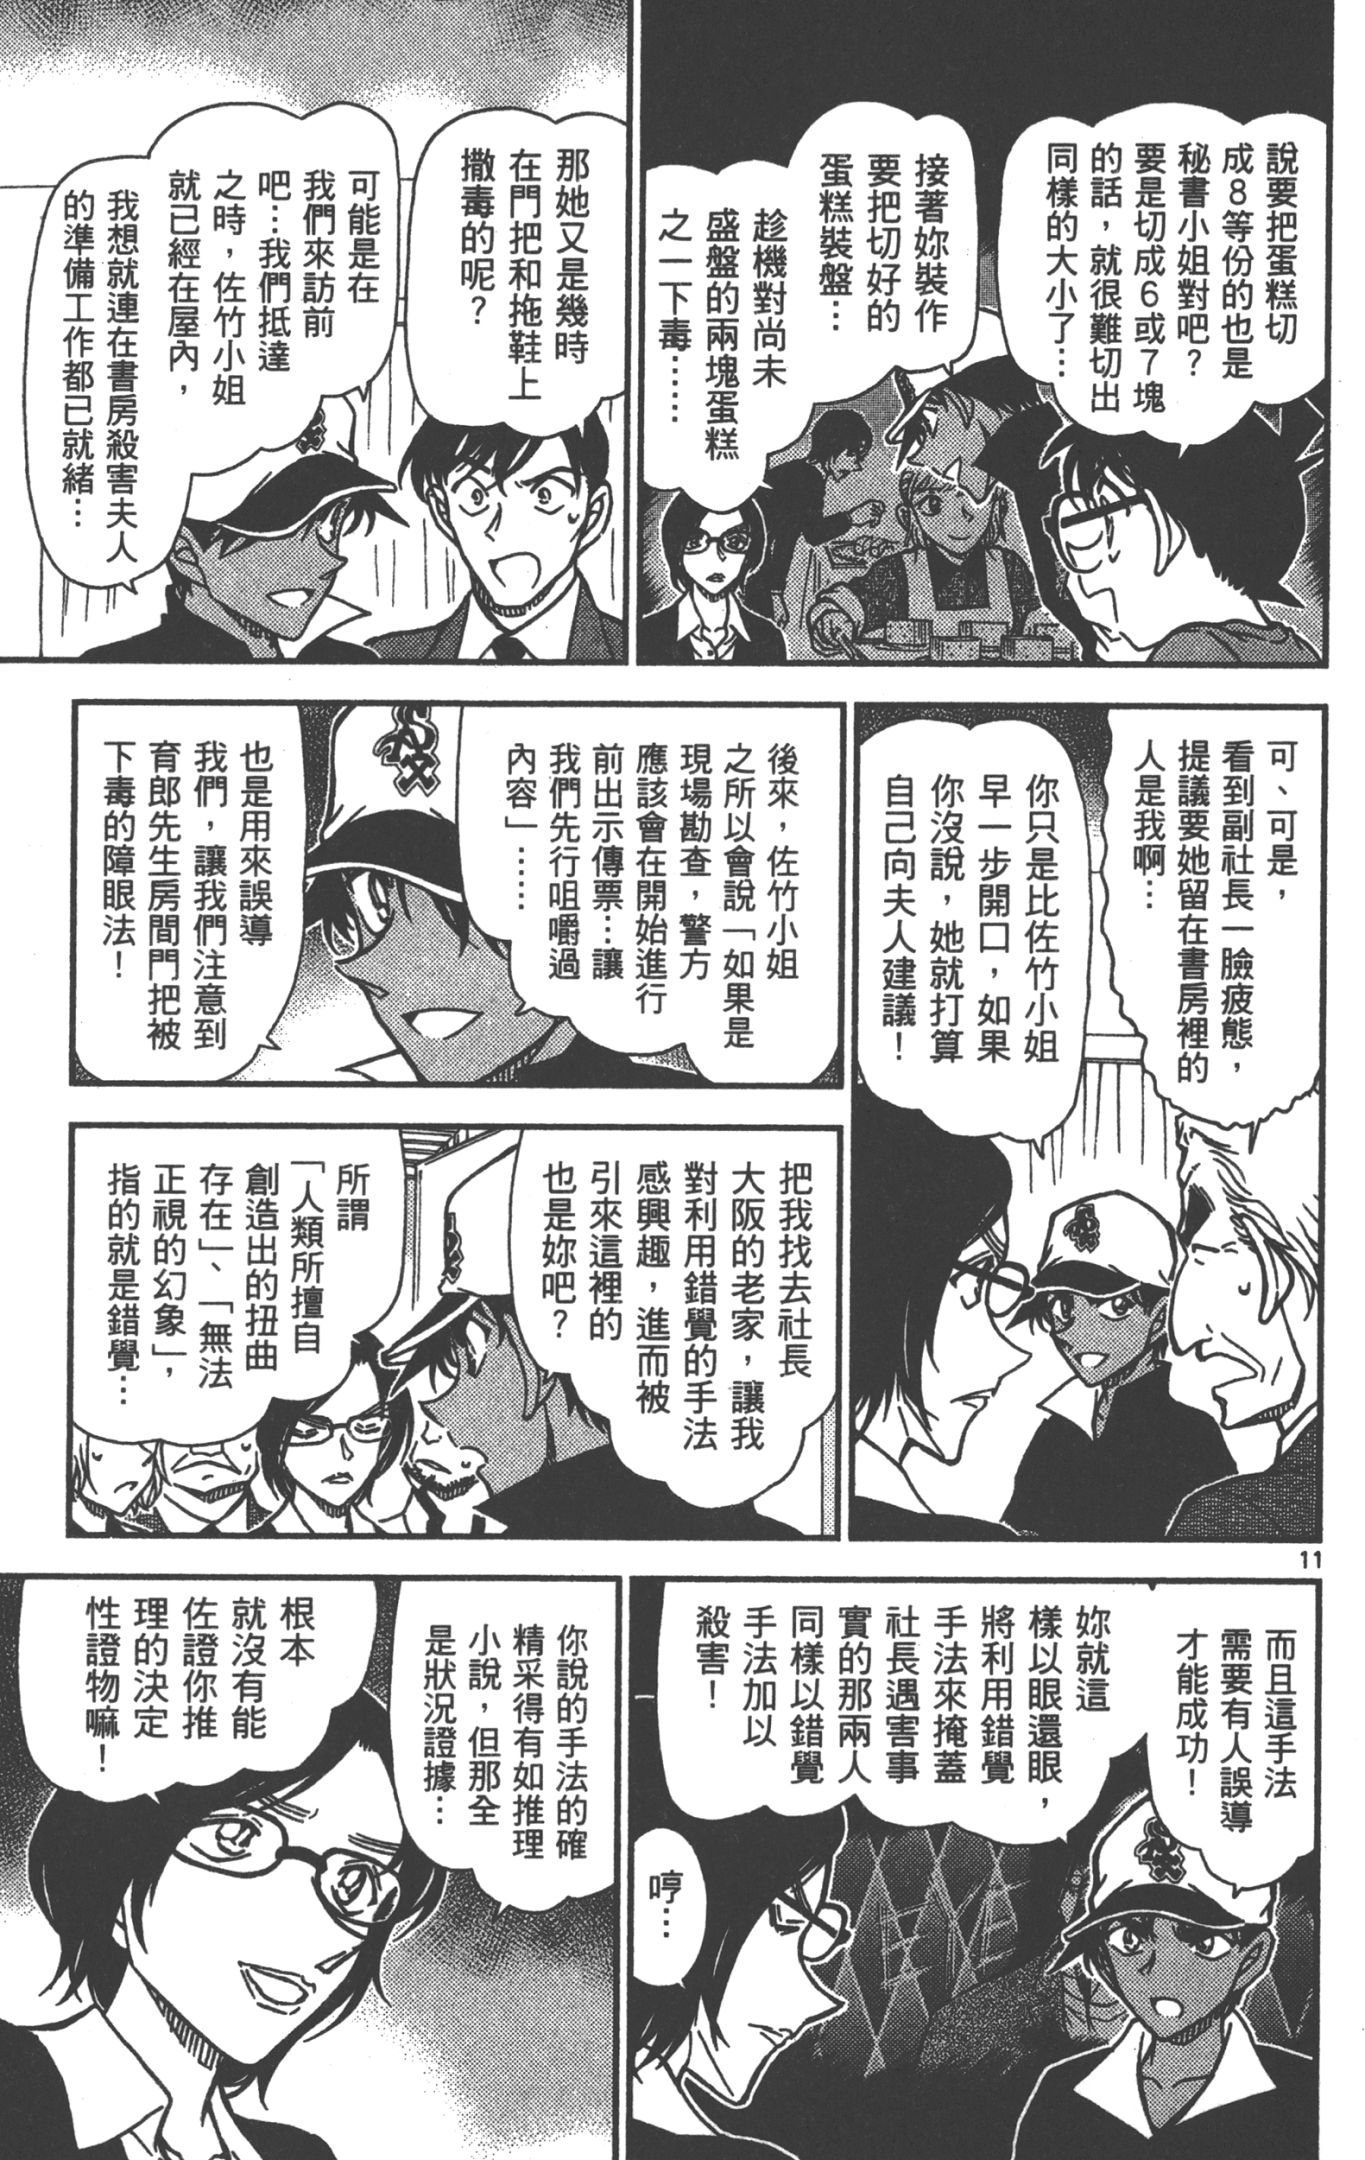 說要把蛋糕切
成8等份的也是
秘書小姐對吧？
要是切成6或7塊
的話，就很難切出
同樣的大小了…
接著妳裝作
要把切好的
蛋糕裝盤…
趁機對尚未
盛盤的兩塊蛋糕
之一下毒……
那她又是幾時
在門把和拖鞋上
撒毒的呢？
可能是在
我們來訪前
吧…我們抵達
之時，佐竹小姐
就已經在屋內，
我想就連在書房殺害夫人
的準備工作都已就緒…
可、可是，
看到副社長一臉疲態，
提議要她留在書房裡的
人是我啊…
你只是比佐竹小姐
早一步開口，如果
你沒說，她就打算
自己向夫人建議！
後來，佐竹小姐
之所以會說「如果是
現場勘查，警方
應該會在開始進行
前出示傳票…讓
我們先行咀嚼過
內容」……
也是用來誤導
我們，讓我們注意到
育郎先生房間門把被
下毒的障眼法！
把我找去社長
大阪的老家，讓我
對利用錯覺的手法
感興趣，進而被
引來這裡的
也是妳吧？
所謂
「人類所擅自
創造出的扭曲
存在」、「無法
正視的幻象」，
指的就是錯覺…
11
而且這手法
需要有人誤導
才能成功！
妳就這
樣以眼還眼，
將利用錯覺
手法來掩蓋
社長遇害事
實的那兩人
同樣以錯覺
手法加以
殺害！
哼…
你說的手法的確
精采得有如推理
小說，但那全
是狀況證據…
根本
就沒有能
佐證你推
理的決定
性證物嘛！